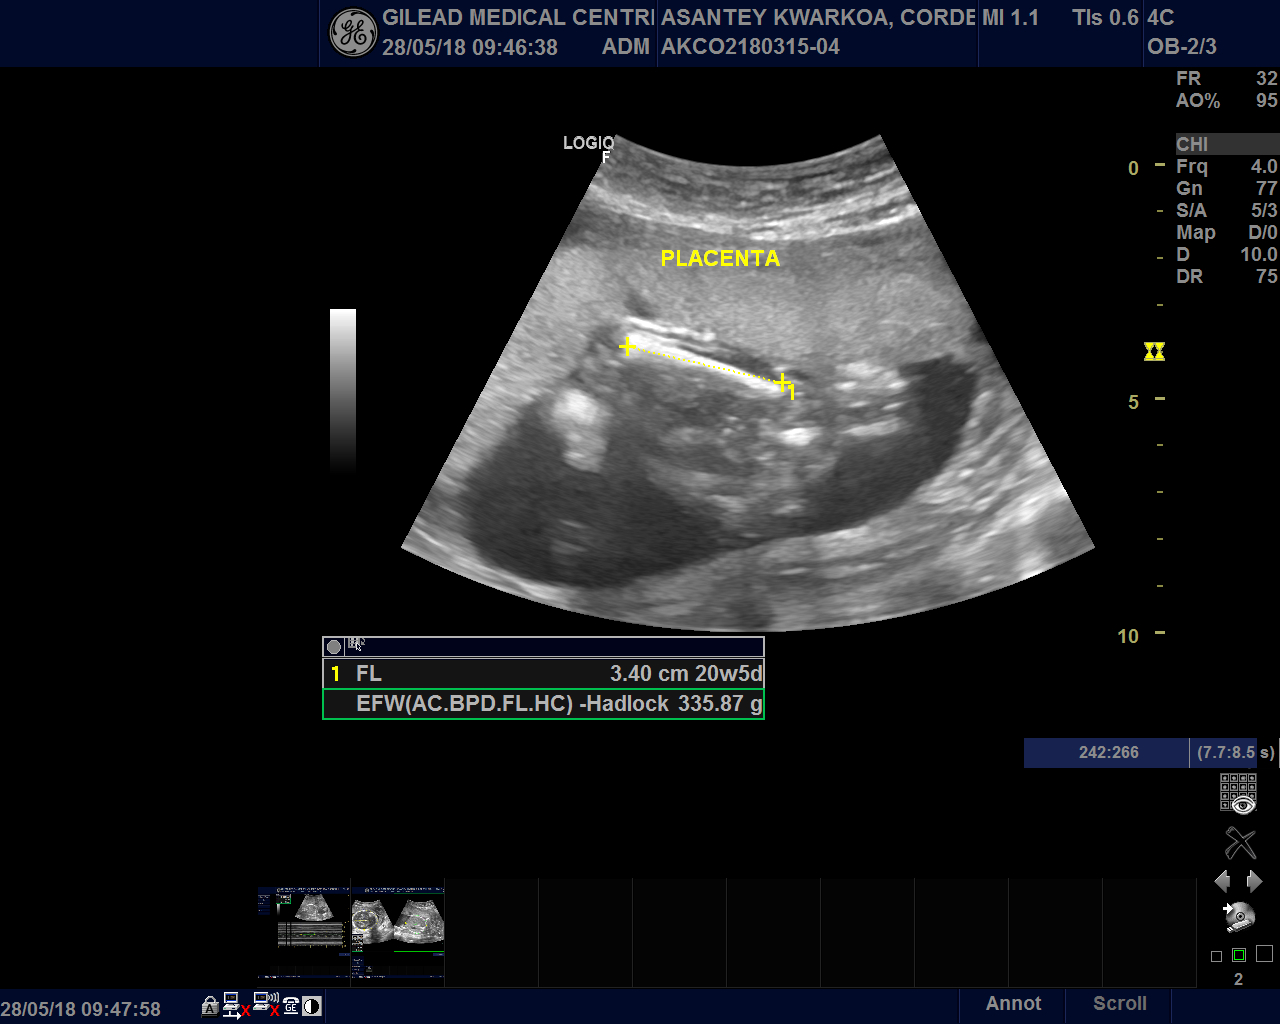 GILEAD MEDICAL CENTR
ASANTEY KWARKOA, CORDE
MI 1.1
TIs 0.6
4C
28/05/18 09:46:38
ADM
AKCO2180315-04
OB-2/3
FR 32
AO% 95
CHI
Frq 4.0
Gn 77
S/A 5/3
Map D/0
D 10.0
DR 75
LOGIQ
F
0
PLACENTA
1
5
10
1 FL 3.40 cm 20w5d
EFW(AC.BPD.FL.HC) -Hadlock 335.87 g
242:266
(7.7:8.5 s)
2
28/05/18 09:47:58
A
GE
Annot
Scroll